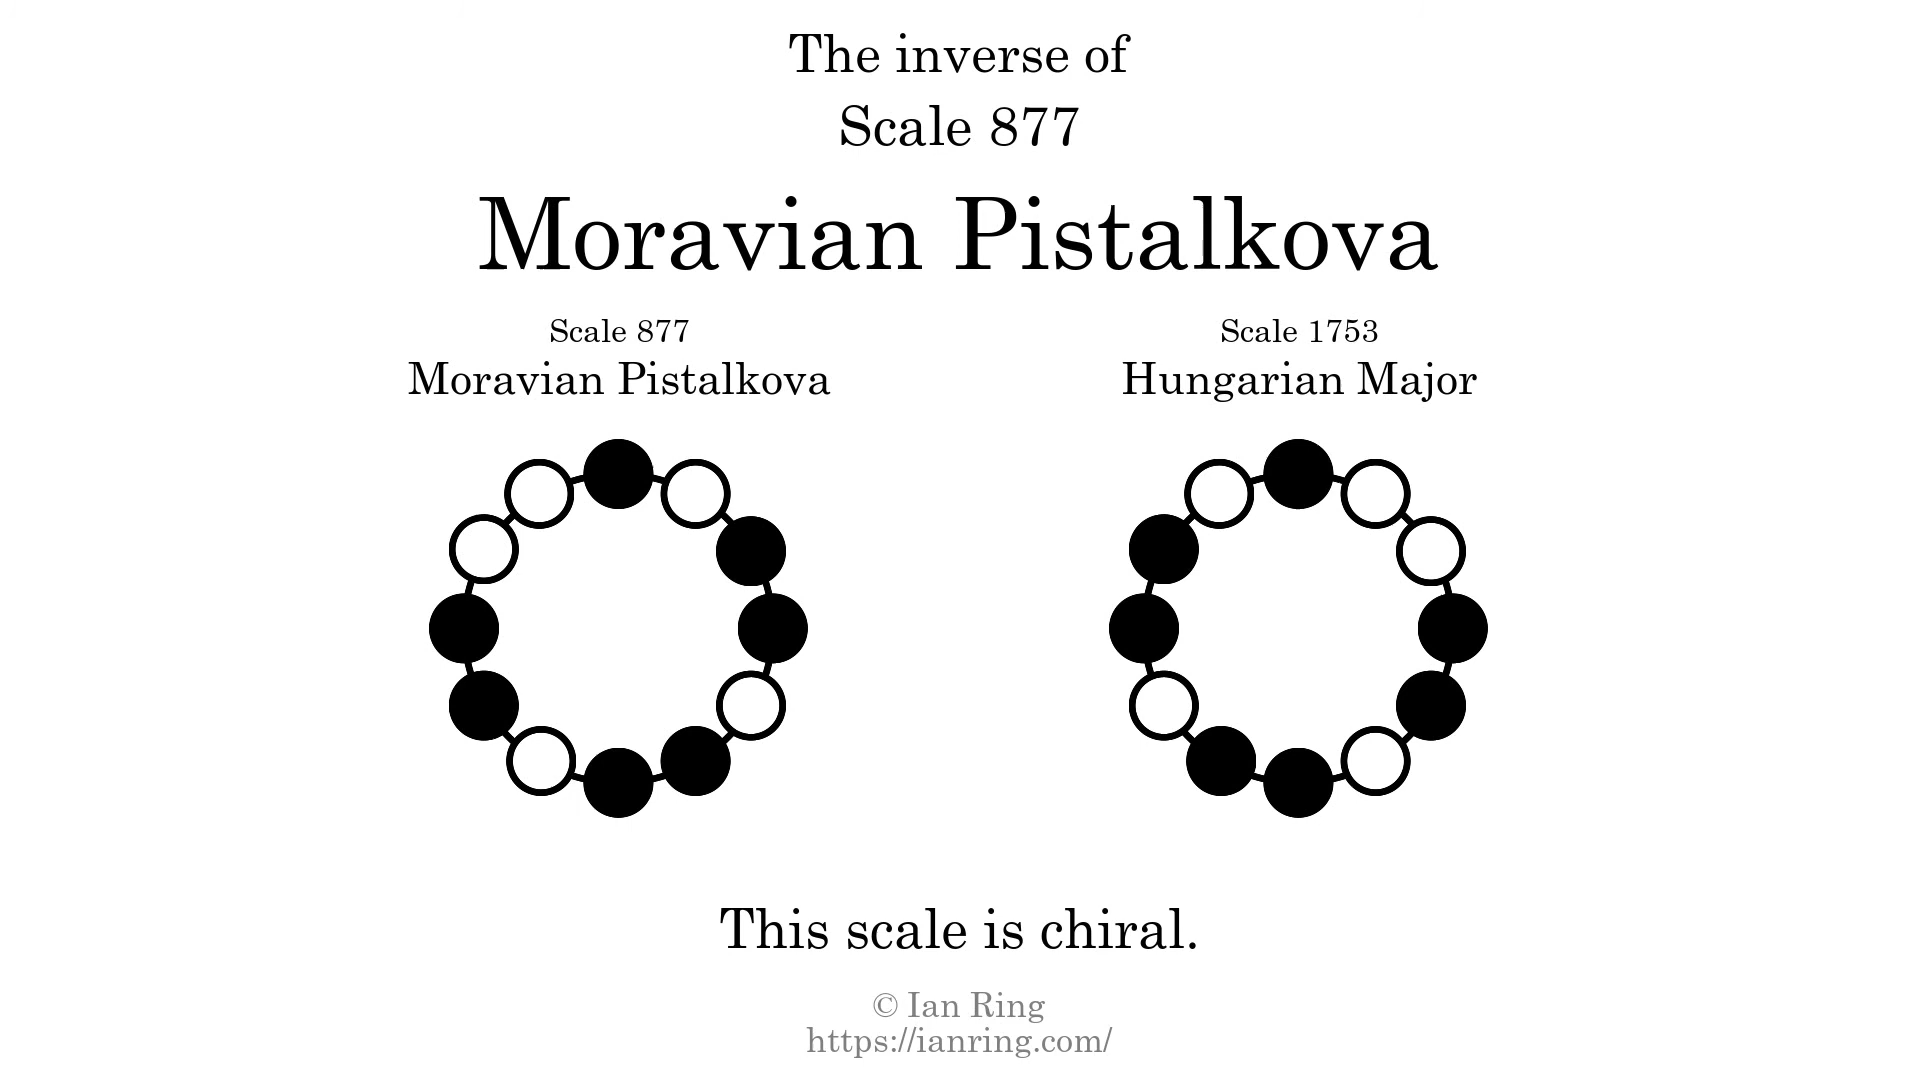 The inverse of
Scale 877
Moravian Pistalkova
Scale 877
Moravian Pistalkova
Scale 1753
Hungarian Major
This scale is chiral.
© Ian Ring
https://ianring.com/